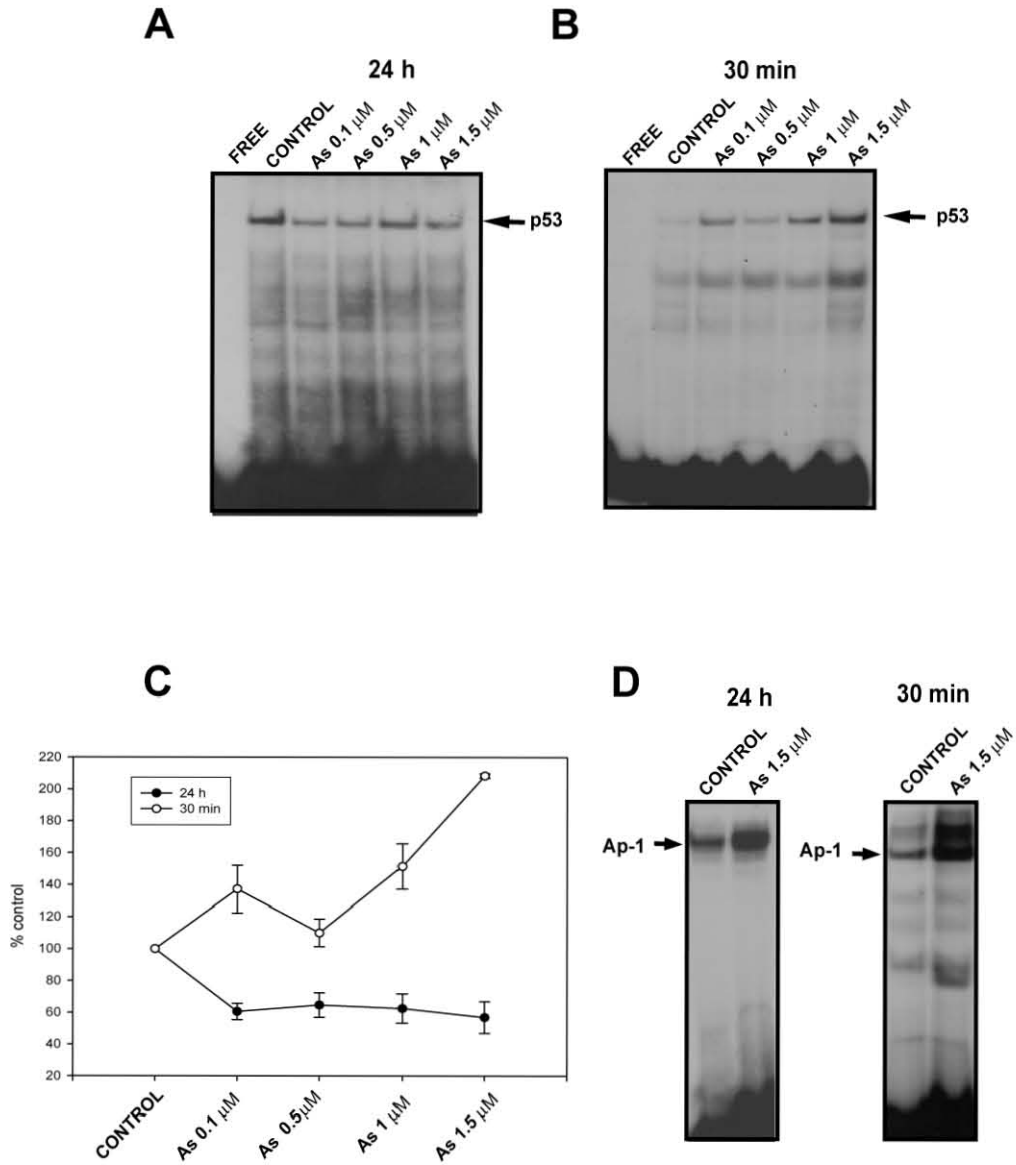 A
24 h
FREE
CONTROL
As 0.1 µM
As 0.5 µM
As 1 µM
As 1.5 µM
p53
B
30 min
FREE
CONTROL
As 0.1 µM
As 0.5 µM
As 1 µM
As 1.5 µM
p53
C
220
200
180
160
140
120
100
80
60
40
20
% control
24 h
30 min
CONTROL
As 0.1 µM
As 0.5µM
As 1 µM
As 1.5 µM
D
24 h
CONTROL
As 1.5 µM
Ap-1
30 min
CONTROL
As 1.5 µM
Ap-1